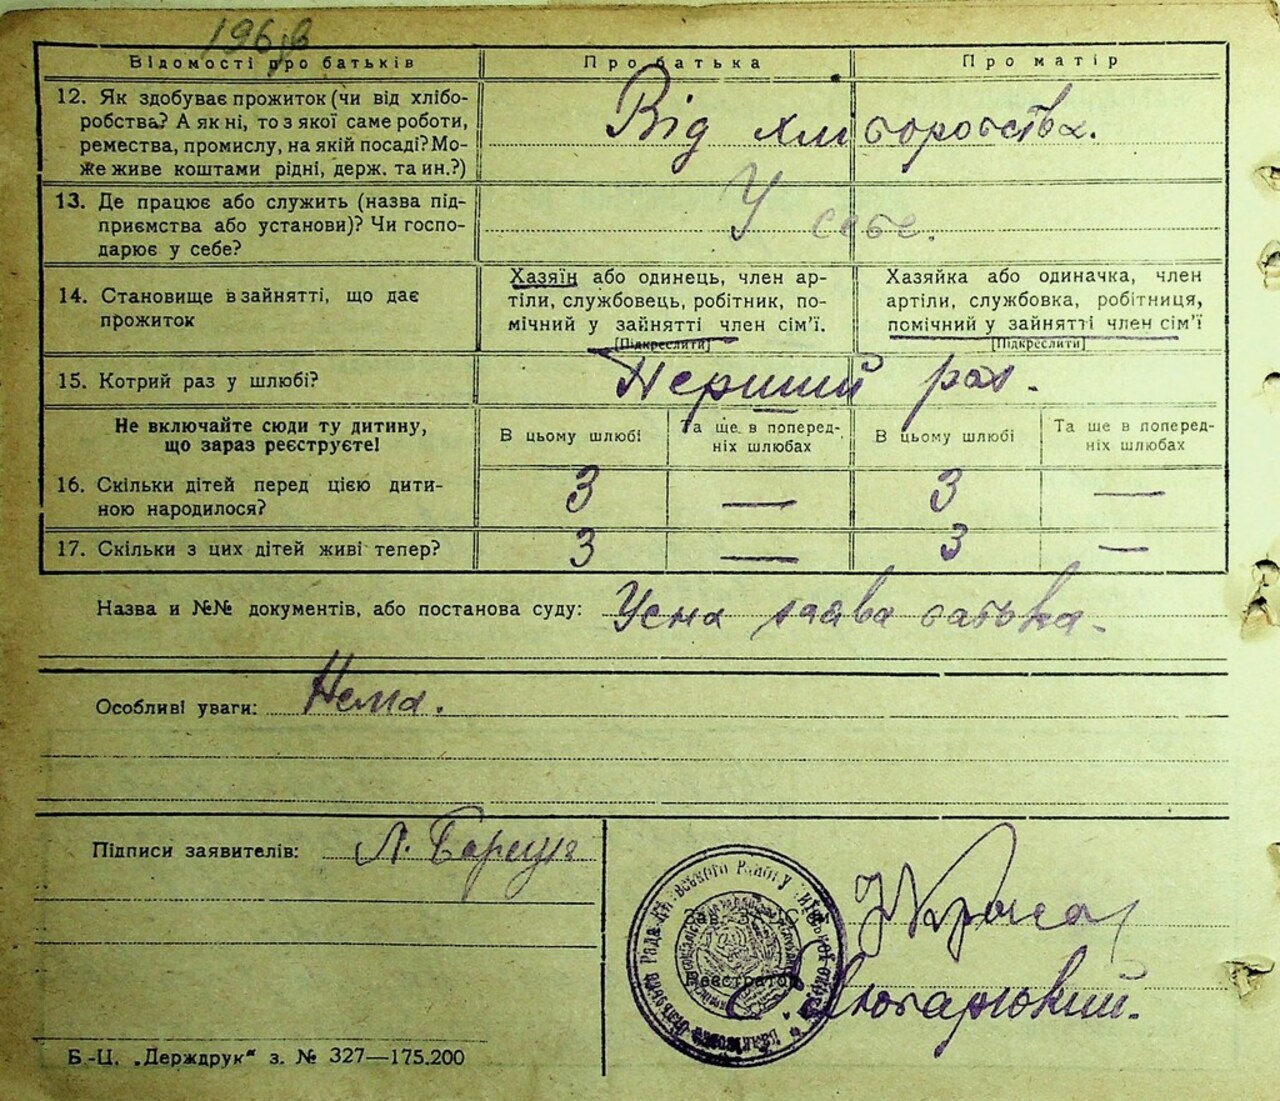 196 зв
Відомості про батьків
Про батька
Про матір
12. Як здобуває прожиток (чи від хлібо-
робства? А як ні, то з якої саме роботи,
ремества, промислу, на якій посаді? Мо-
же живе коштами рідні, держ. та ин.?)
Від хліборобства.
13. Де працює або служить (назва під-
приємства або установи)? Чи госпо-
дарює у себе?
У себе.
14. Становище в зайнятті, що дає
прожиток
Хазяїн або одинець, член ар-
тіли, службовець, робітник, по-
мічний у зайнятті член сім'ї.
[Підкреслити]
Хазяйка або одиначка, член
артіли, службовка, робітниця,
помічний у зайнятті член сім'ї
[Підкреслити]
15. Котрий раз у шлюбі?
Перший раз.
Не включайте сюди ту дитину,
що зараз реєструєте!
В цьому шлюбі
Та ще в поперед-
ніх шлюбах
В цьому шлюбі
Та ще в поперед-
ніх шлюбах
16. Скільки дітей перед цією дити-
ною народилося?
3 — 3 —
17. Скільки з цих дітей живі тепер?
3 — 3 —
Назва и №№ документів, або постанова суду: Усна заява батька.
Особливі уваги: Нема.
Підписи заявителів: Л.
Зав. ЗАГС'ом
Реєстратор
Б-Ц. „Держдрук" з. № 327—175.200